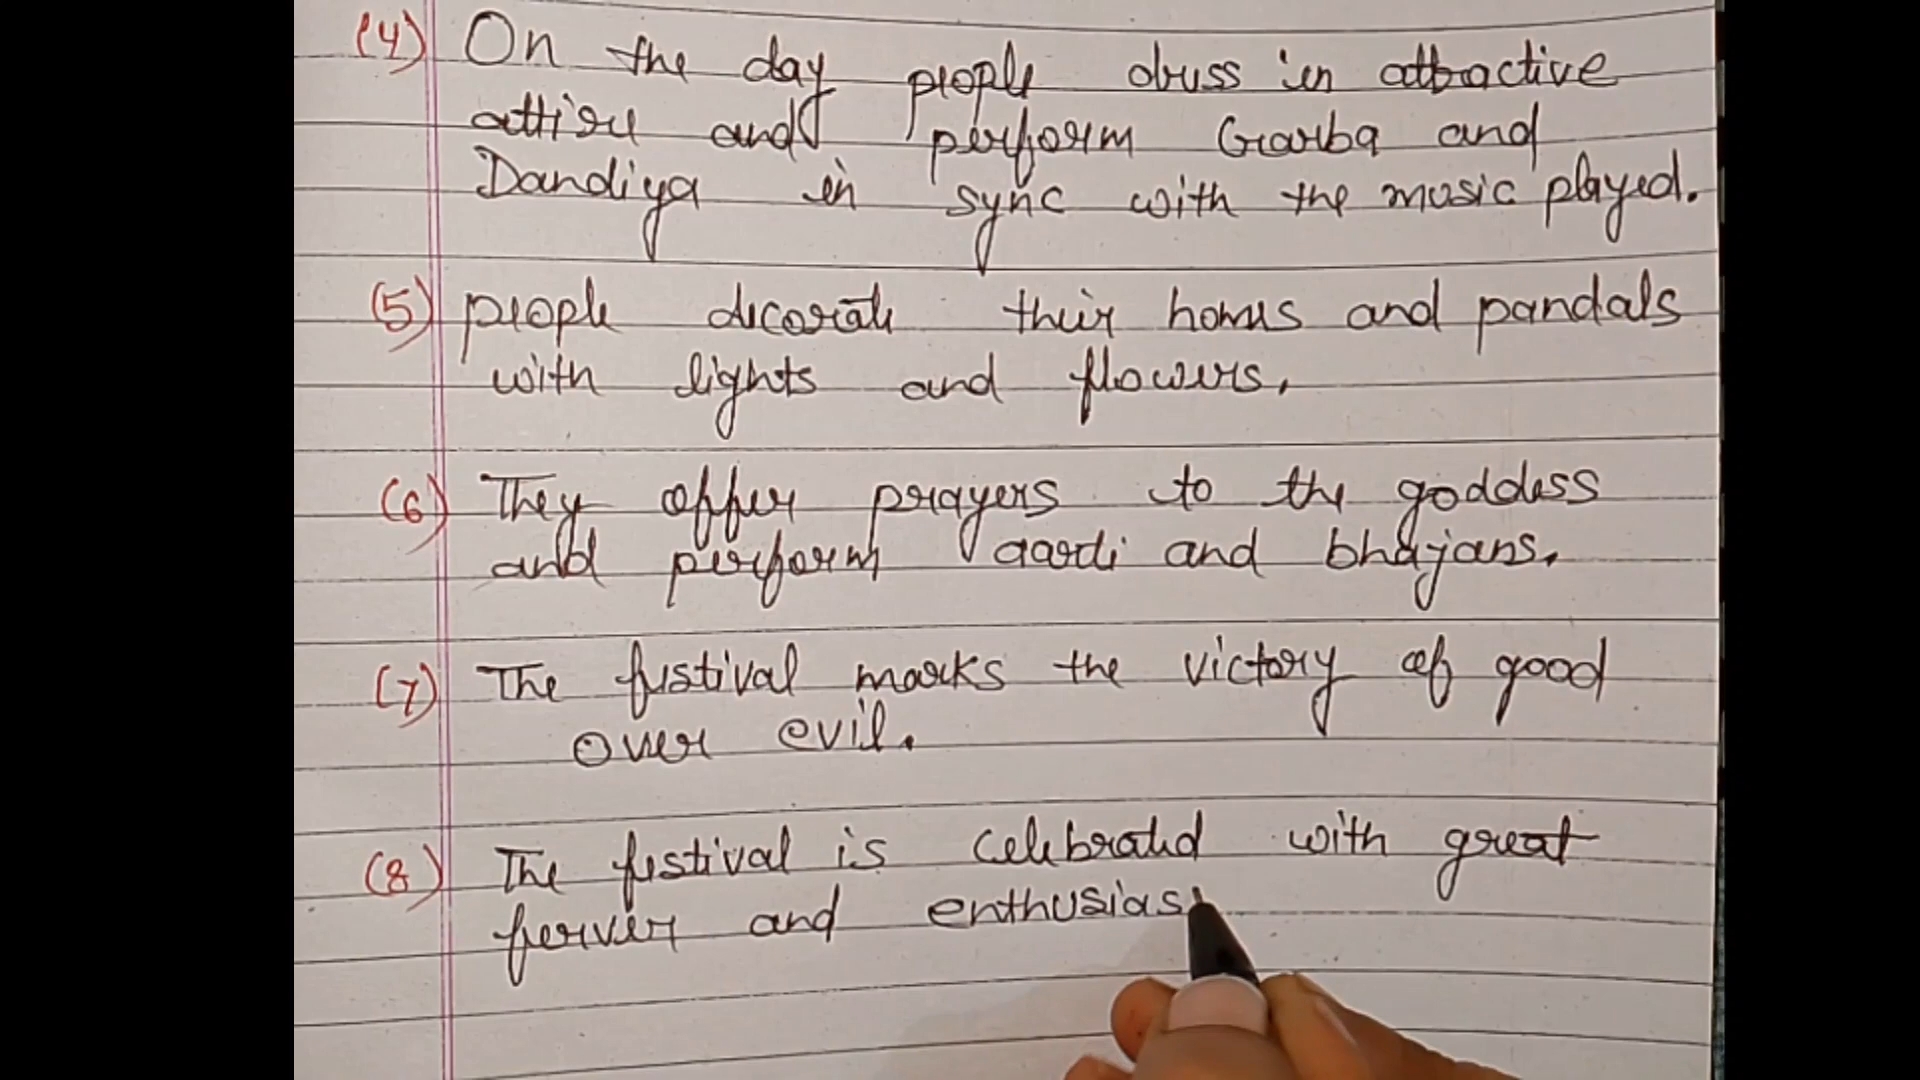 (4) On the day people dress in attractive
attire and perform Garba and
Dandiya in sync with the music played.
(5) people decorate their homes and pandals
with lights and flowers.
(6) They offer prayers to the goddess
and perform aarti and bhajans.
(7) The festival marks the victory of good
over evil.
(8) The festival is celebrated with great
ferver and enthusias